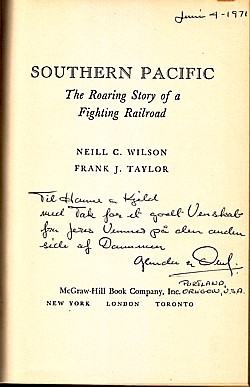 Juni 4-1971
SOUTHERN PACIFIC
The Roaring Story of a
Fighting Railroad
NEILL C. WILSON
FRANK J. TAYLOR
Til Hanne & Kjeld
med Tak for et godt Venskab
fra Jeres Venner på den anden
side af Dammen
Glenda &
PORTLAND,
McGraw-Hill Book Company, Inc. OREGON, U.S.A.
NEW YORK LONDON TORONTO